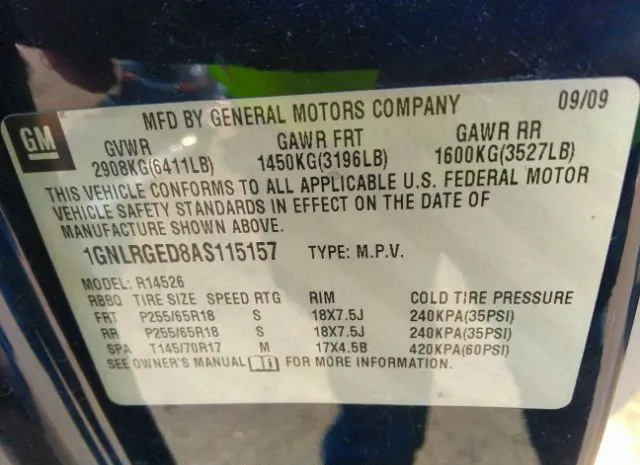 MFD BY GENERAL MOTORS COMPANY 09/09
GM
GVWR GAWR FRT GAWR RR
2908KG(6411LB) 1450KG(3196LB) 1600KG(3527LB)
THIS VEHICLE CONFORMS TO ALL APPLICABLE U.S. FEDERAL MOTOR
VEHICLE SAFETY STANDARDS IN EFFECT ON THE DATE OF
MANUFACTURE SHOWN ABOVE.
1GNLRGED8AS115157 TYPE: M.P.V.
MODEL: R14526
RBBQ TIRE SIZE SPEED RTG RIM COLD TIRE PRESSURE
FRT P255/65R18 S 18X7.5J 240KPA(35PSI)
RR P255/65R18 S 18X7.5J 240KPA(35PSI)
SPA T145/70R17 M 17X4.5B 420KPA(60PSI)
SEE OWNER'S MANUAL FOR MORE INFORMATION.